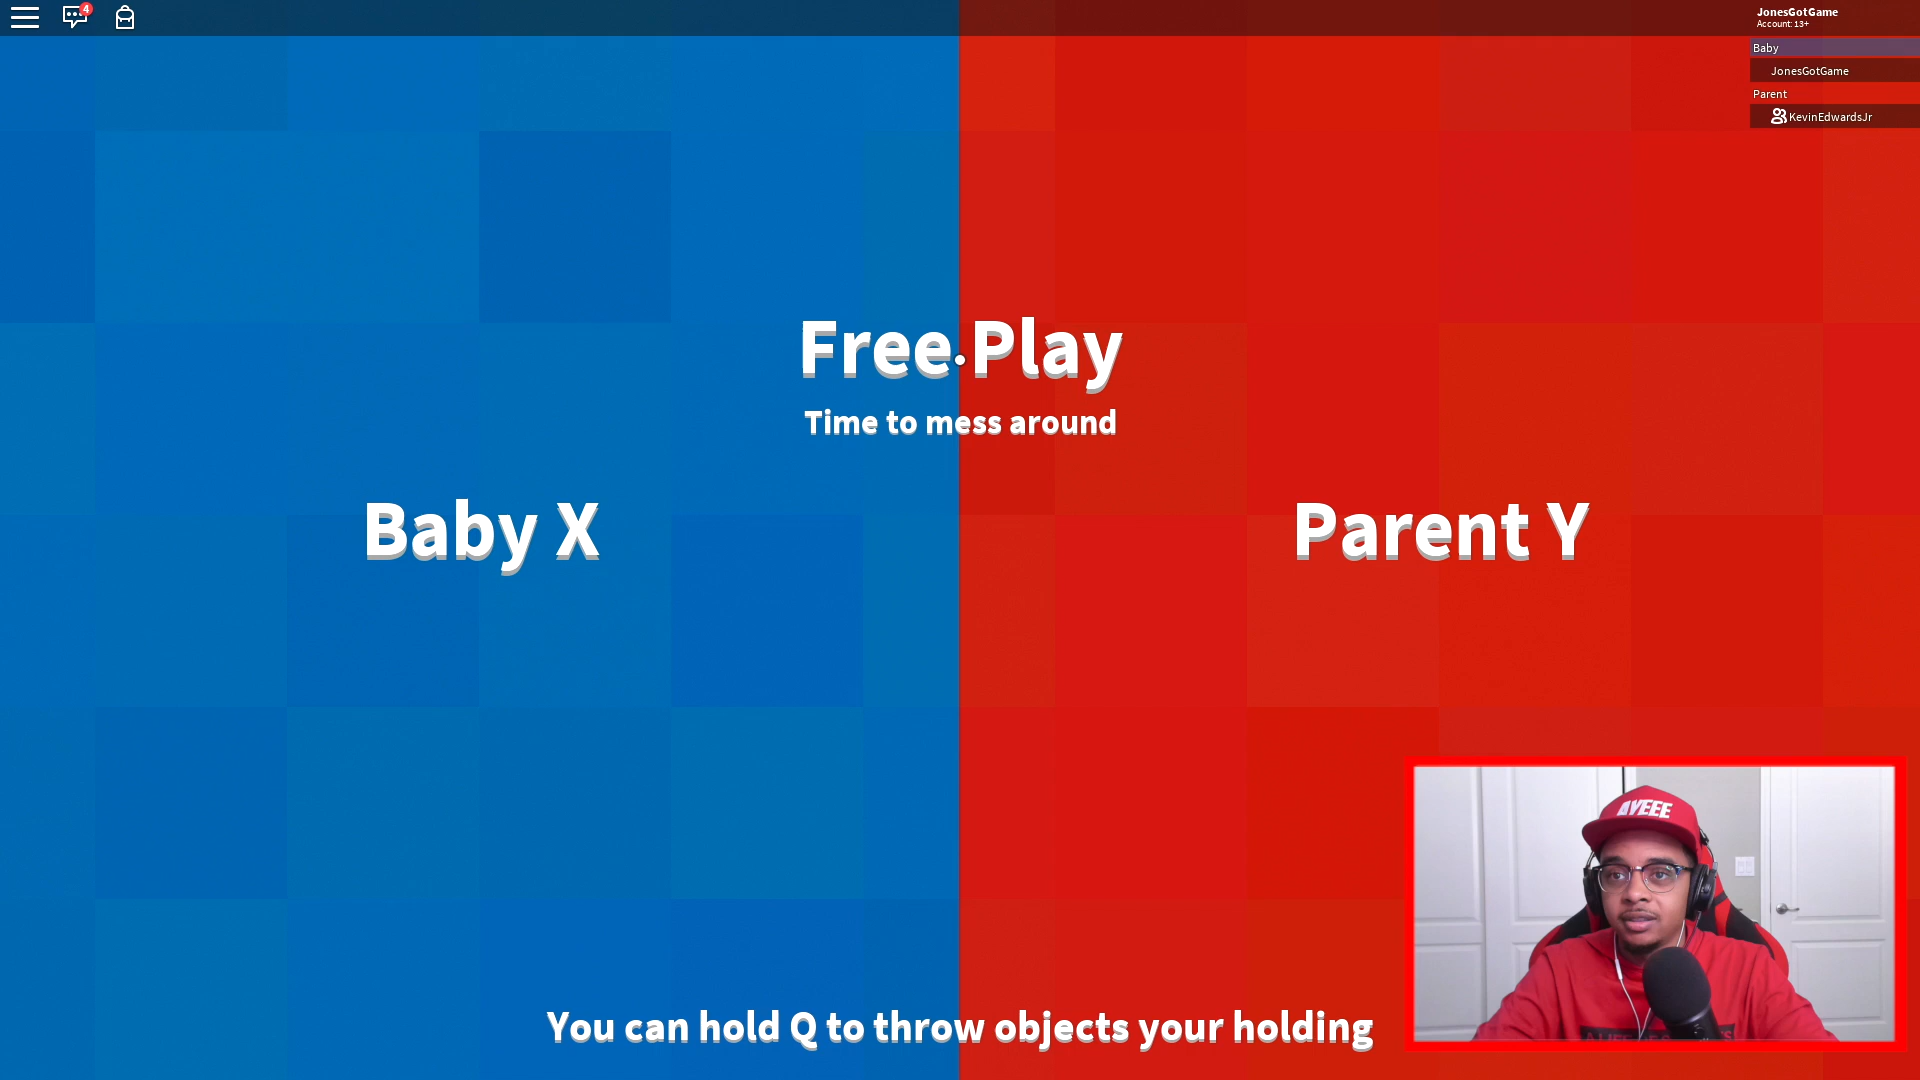 4
JonesGotGame
Account: 13+
Baby
JonesGotGame
Parent
KevinEdwardsJr
Free Play
Time to mess around
Baby X
Parent Y
AYEEE
You can hold Q to throw objects your holding